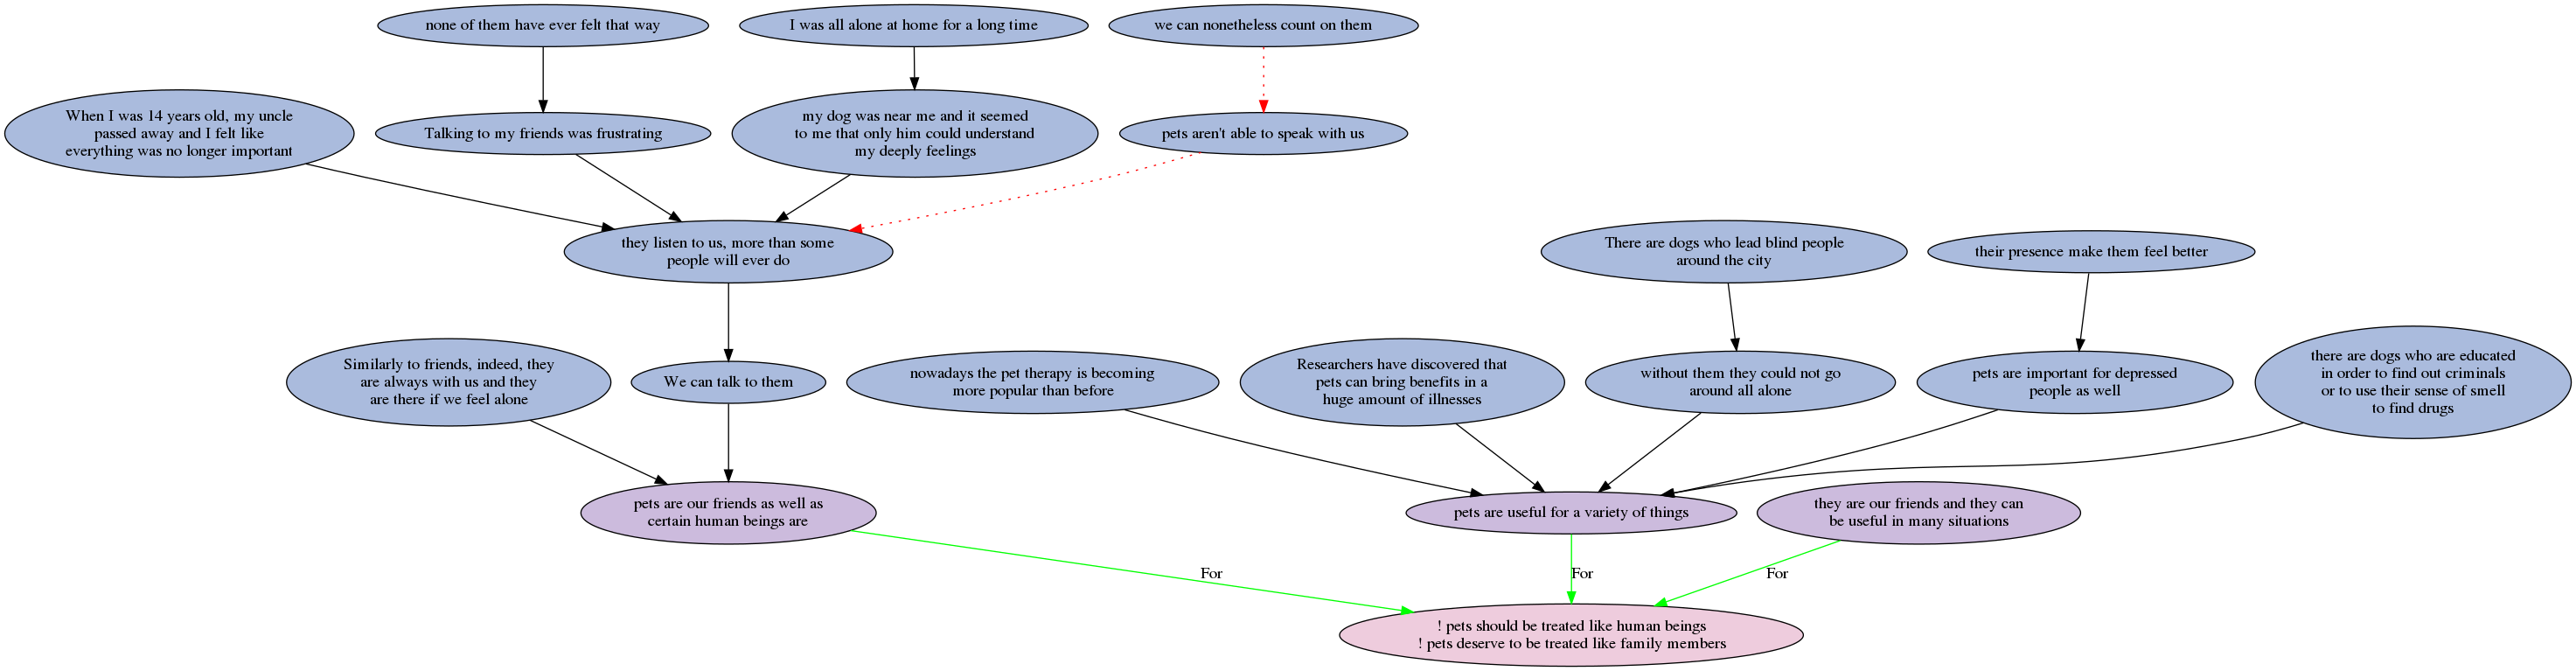 none of them have ever felt that way
I was all alone at home for a long time
we can nonetheless count on them
When I was 14 years old, my uncle
passed away and I felt like
everything was no longer important
Talking to my friends was frustrating
my dog was near me and it seemed
to me that only him could understand
my deeply feelings
pets aren't able to speak with us
they listen to us, more than some
people will ever do
There are dogs who lead blind people
around the city
their presence make them feel better
Similarly to friends, indeed, they
are always with us and they
are there if we feel alone
We can talk to them
nowadays the pet therapy is becoming
more popular than before
Researchers have discovered that
pets can bring benefits in a
huge amount of illnesses
without them they could not go
around all alone
pets are important for depressed
people as well
there are dogs who are educated
in order to find out criminals
or to use their sense of smell
to find drugs
pets are our friends as well as
certain human beings are
pets are useful for a variety of things
they are our friends and they can
be useful in many situations
For
For
For
! pets should be treated like human beings
! pets deserve to be treated like family members